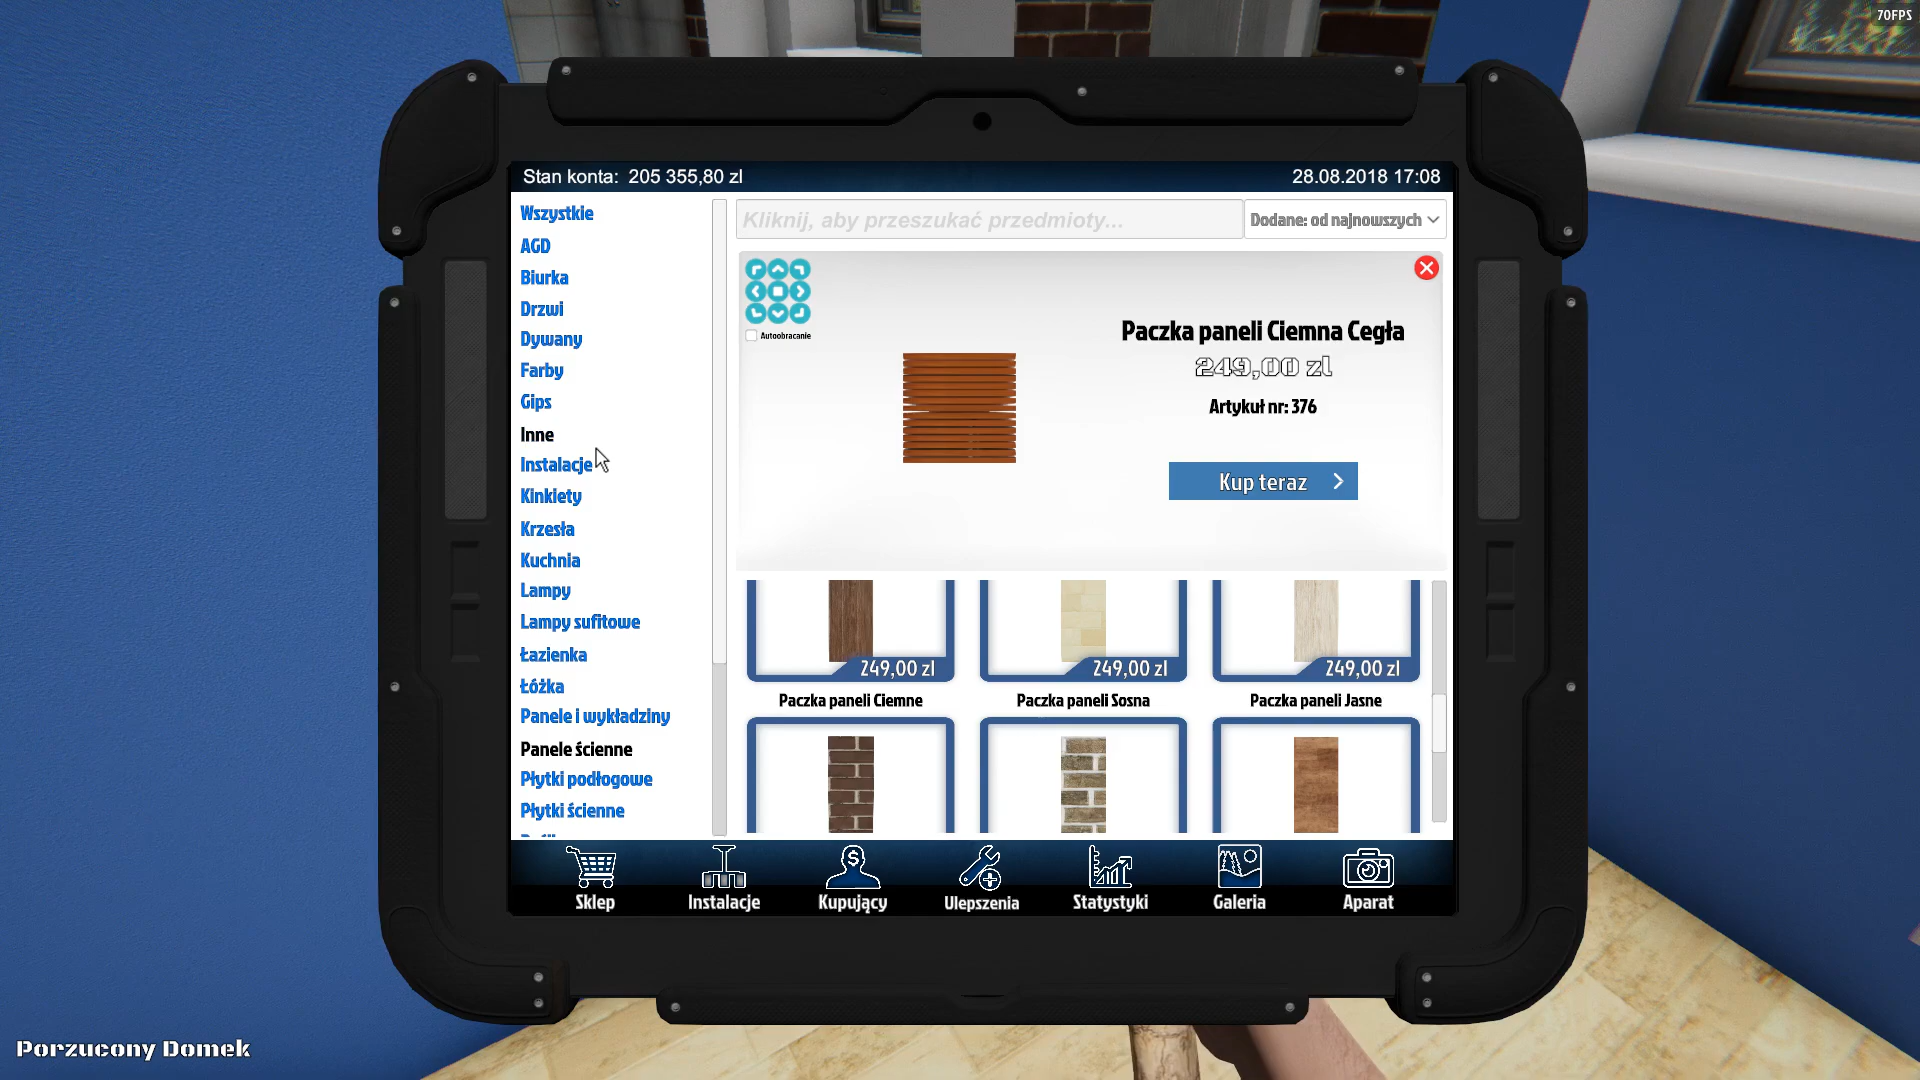 70FPS
Stan konta: 205 355,80 zl
28.08.2018 17:08
Wszystkie
AGD
Biurka
Drzwi
Dywany
Farby
Gips
Inne
Instalacje
Kinkiety
Krzesła
Kuchnia
Lampy
Lampy sufitowe
Łazienka
Łóżka
Panele i wykładziny
Panele ścienne
Płytki podłogowe
Płytki ścienne
Kliknij, aby przeszukać przedmioty...
Dodane: od najnowszych
Autoobracanie
Paczka paneli Ciemna Cegła
249,00 zl
Artykuł nr: 376
Kup teraz
249,00 zl
249,00 zl
249,00 zl
Paczka paneli Ciemne
Paczka paneli Sosna
Paczka paneli Jasne
Sklep
Instalacje
Kupujący
Ulepszenia
Statystyki
Galeria
Aparat
Porzucony Domek